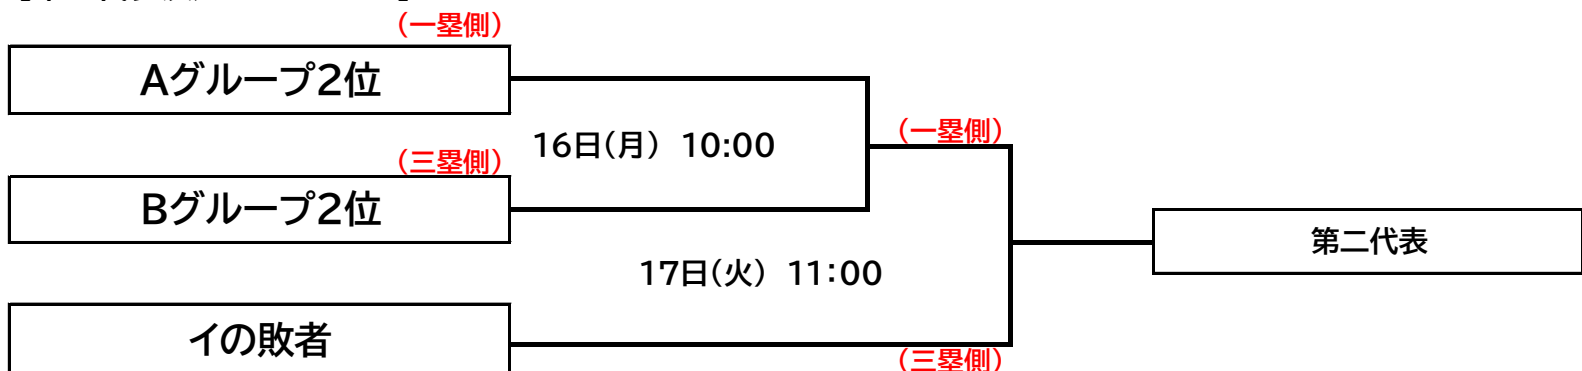 （一塁側）
Aグループ2位
16日(月) 10:00
（一塁側）
（三塁側）
Bグループ2位
第二代表
17日(火) 11:00
イの敗者
（三塁側）